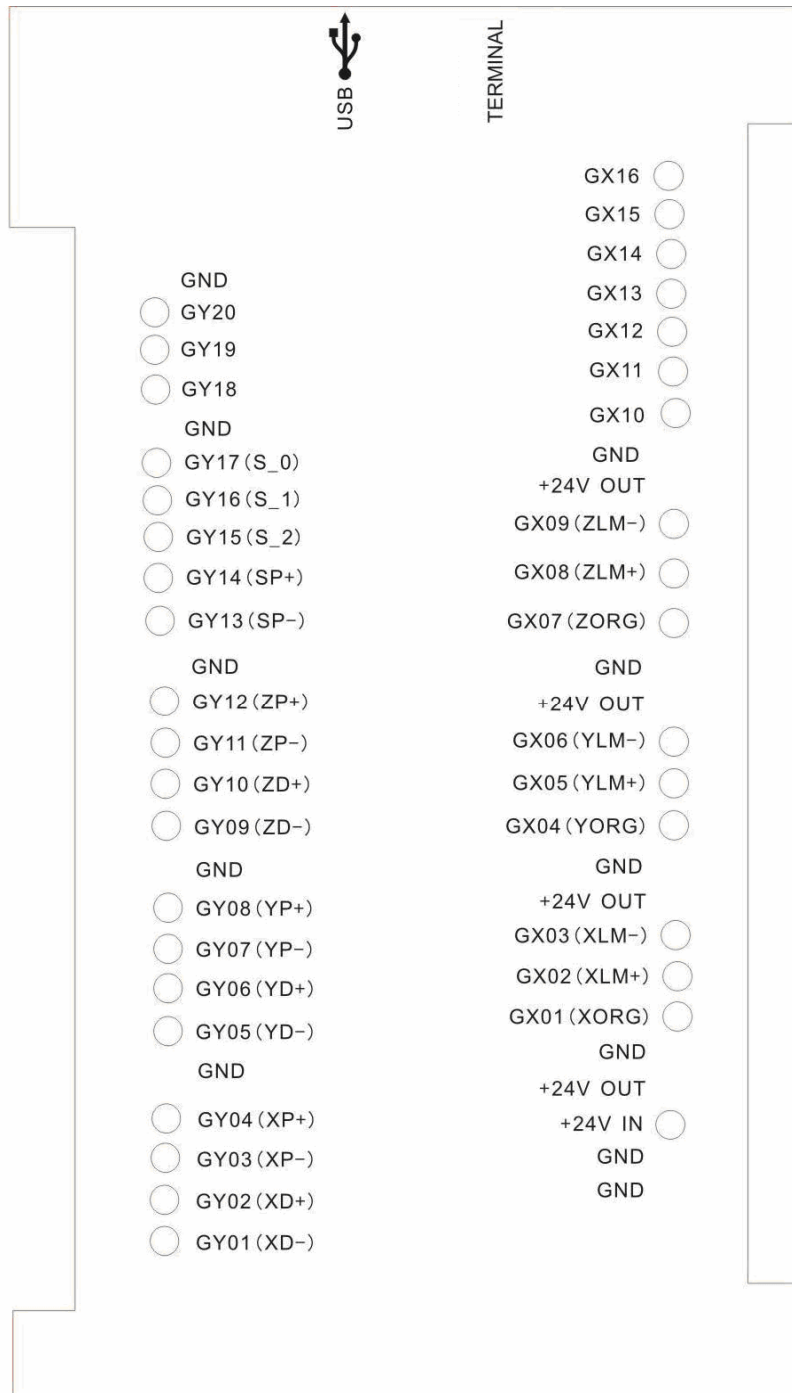 USB
TERMINAL
GND
GY20
GY19
GY18
GND
GY17(S_0)
GY16(S_1)
GY15(S_2)
GY14(SP+)
GY13(SP-)
GND
GY12(ZP+)
GY11(ZP-)
GY10(ZD+)
GY09(ZD-)
GND
GY08(YP+)
GY07(YP-)
GY06(YD+)
GY05(YD-)
GND
GY04(XP+)
GY03(XP-)
GY02(XD+)
GY01(XD-)
GX16
GX15
GX14
GX13
GX12
GX11
GX10
GND
+24V OUT
GX09(ZLM-)
GX08(ZLM+)
GX07(ZORG)
GND
+24V OUT
GX06(YLM-)
GX05(YLM+)
GX04(YORG)
GND
+24V OUT
GX03(XLM-)
GX02(XLM+)
GX01(XORG)
GND
+24V OUT
+24V IN
GND
GND